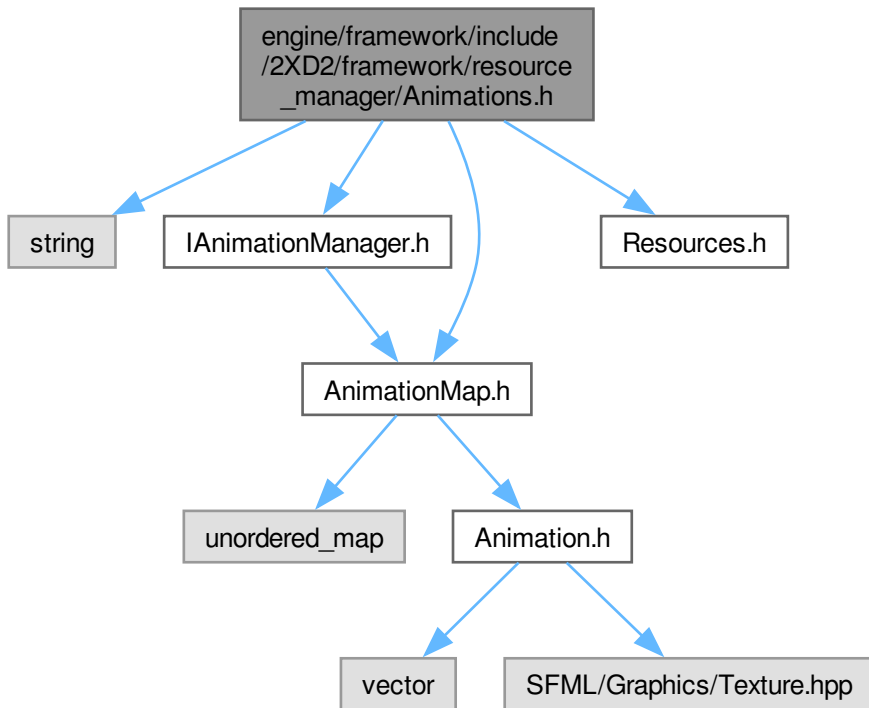 engine/framework/include
/2XD2/framework/resource
_manager/Animations.h
string
IAnimationManager.h
Resources.h
AnimationMap.h
unordered_map
Animation.h
vector
SFML/Graphics/Texture.hpp